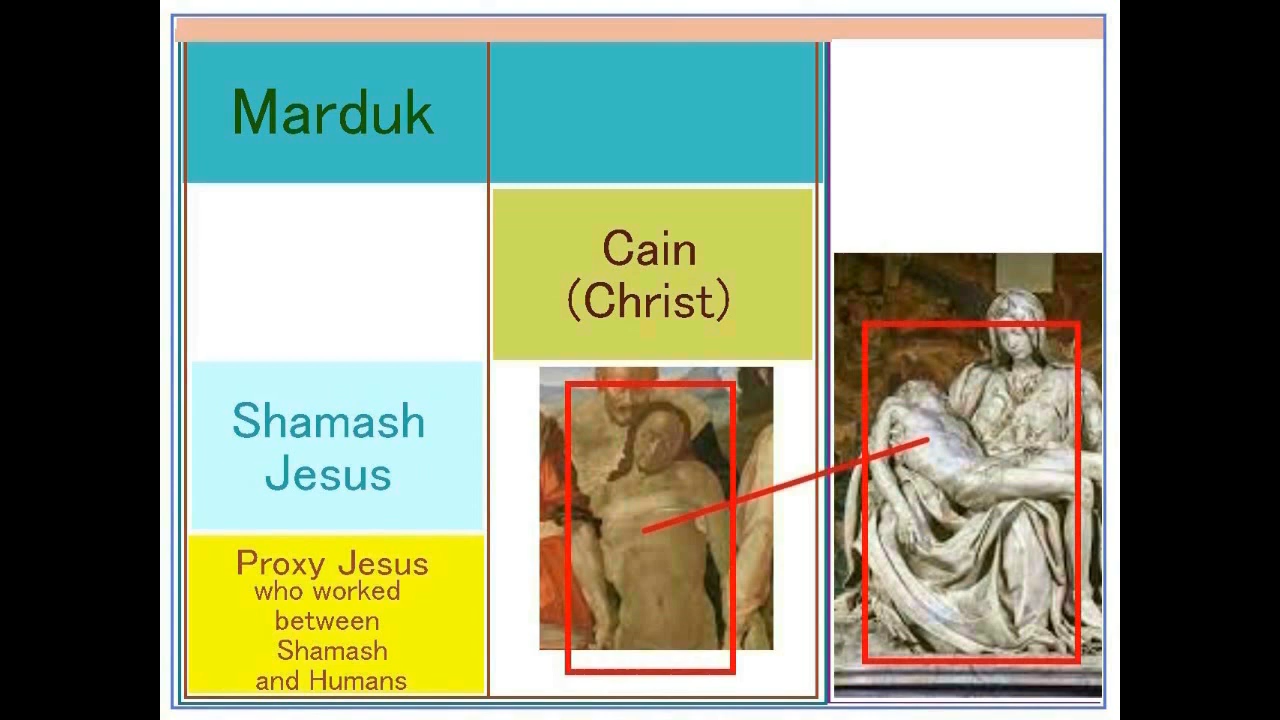 Marduk
Cain
(Christ)
Shamash
Jesus
Proxy Jesus
who worked
between
Shamash
and Humans